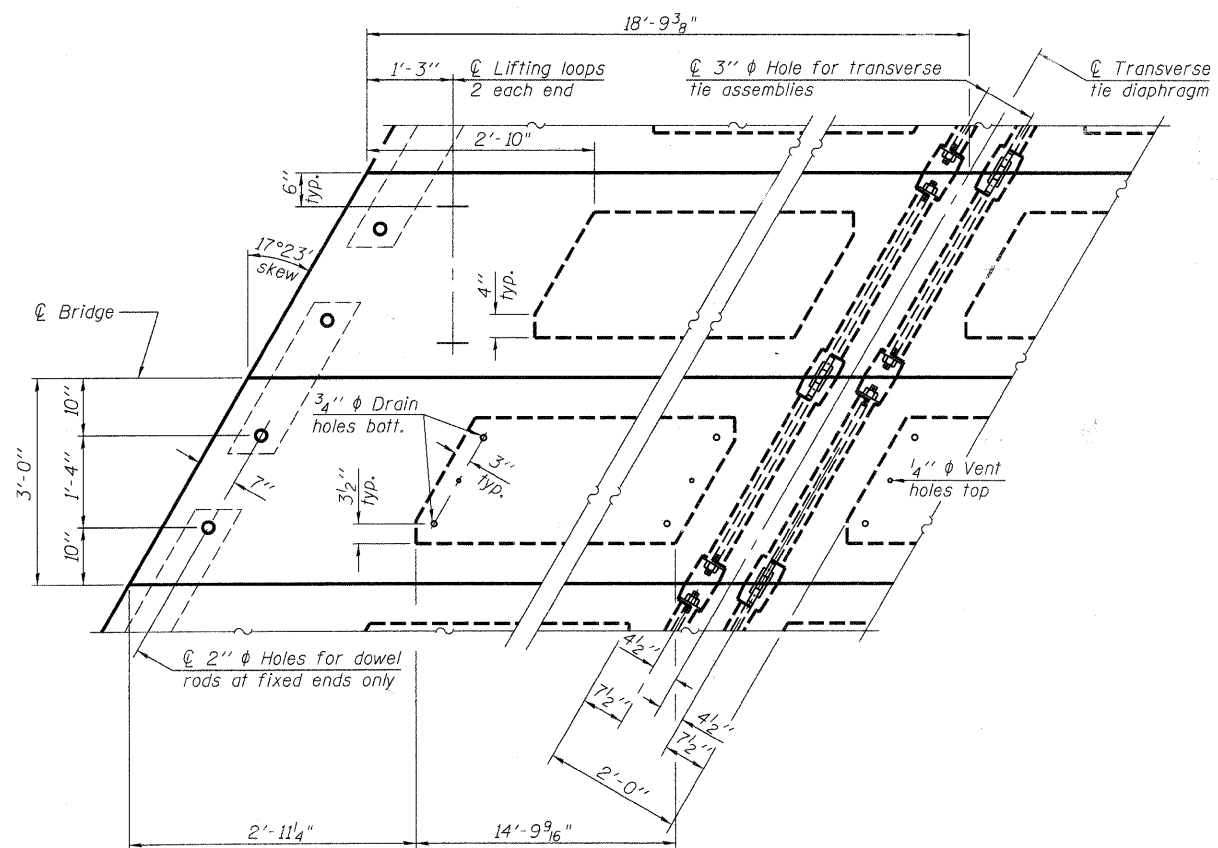 18'-9 3/8"
1'-3"
℄ Lifting loops
2 each end
℄ 3" ϕ Hole for transverse
tie assemblies
℄ Transverse
tie diaphragm
2'-10"
6"
typ.
17°23'
skew
4"
typ.
℄ Bridge
3/4" ϕ Drain
holes bott.
3"
typ.
3 1/2"
typ.
1/4" ϕ Vent
holes top
3'-0"
10"
1'-4"
10"
7"
℄ 2" ϕ Holes for dowel
rods at fixed ends only
4 1/2"
7 1/2"
4 1/2"
7 1/2"
2'-0"
2'-11 1/4"
14'-9 9/16"